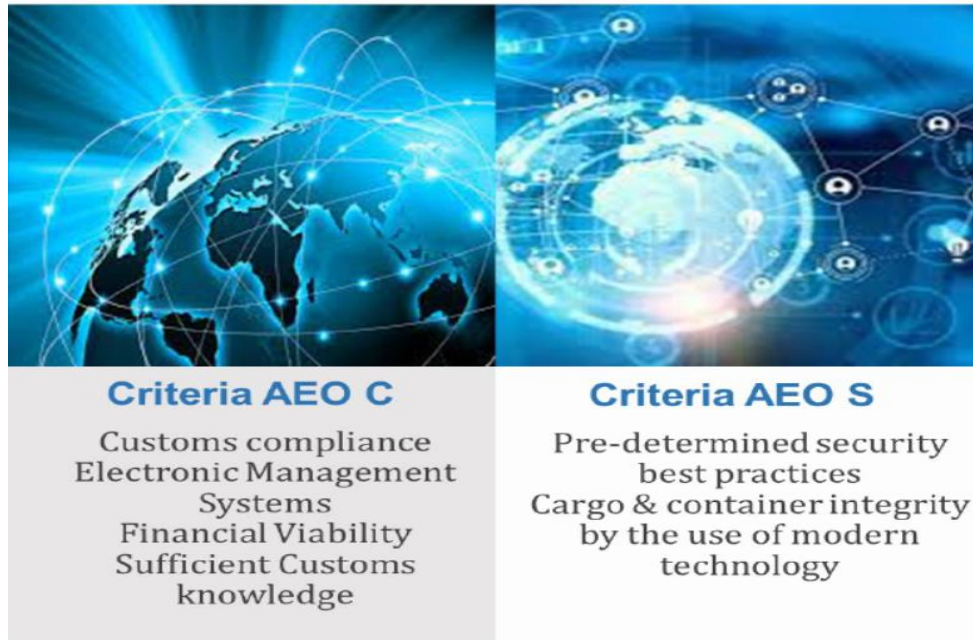 Criteria AEO C
Customs compliance
Electronic Management
Systems
Financial Viability
Sufficient Customs
knowledge
Criteria AEO S
Pre-determined security
best practices
Cargo & container integrity
by the use of modern
technology